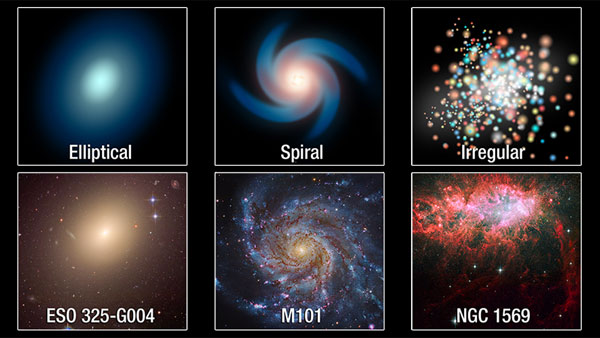 Elliptical
Spiral
Irregular
ESO 325-G004
M101
NGC 1569